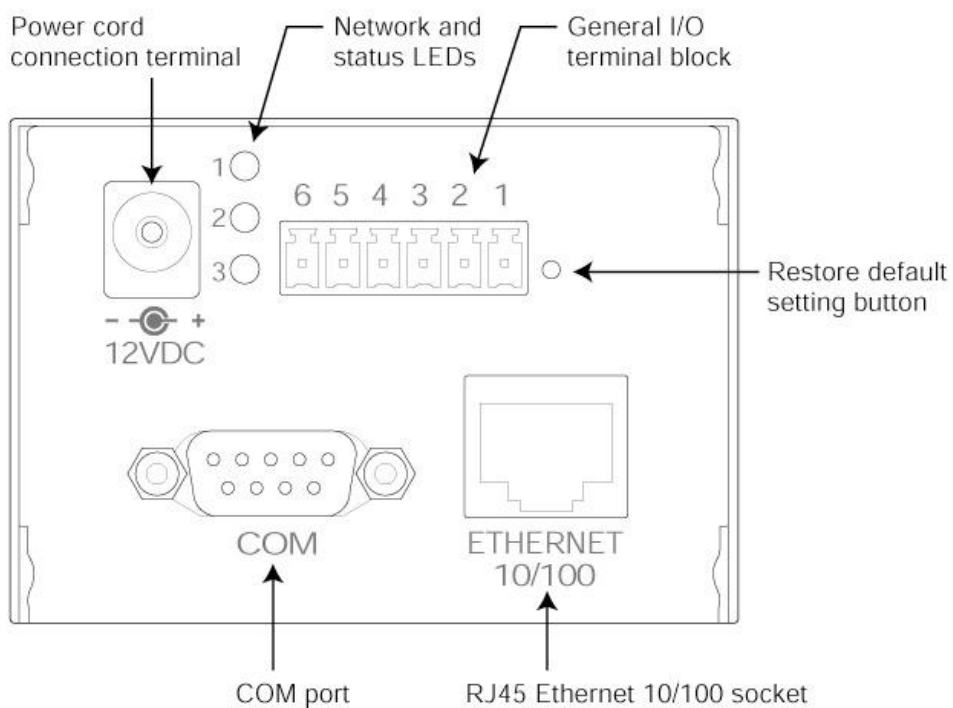 Power cord
connection terminal
Network and
status LEDs
General I/O
terminal block
1
2
3
6 5 4 3 2 1
Restore default
setting button
- +
12VDC
COM
ETHERNET
10/100
COM port
RJ45 Ethernet 10/100 socket